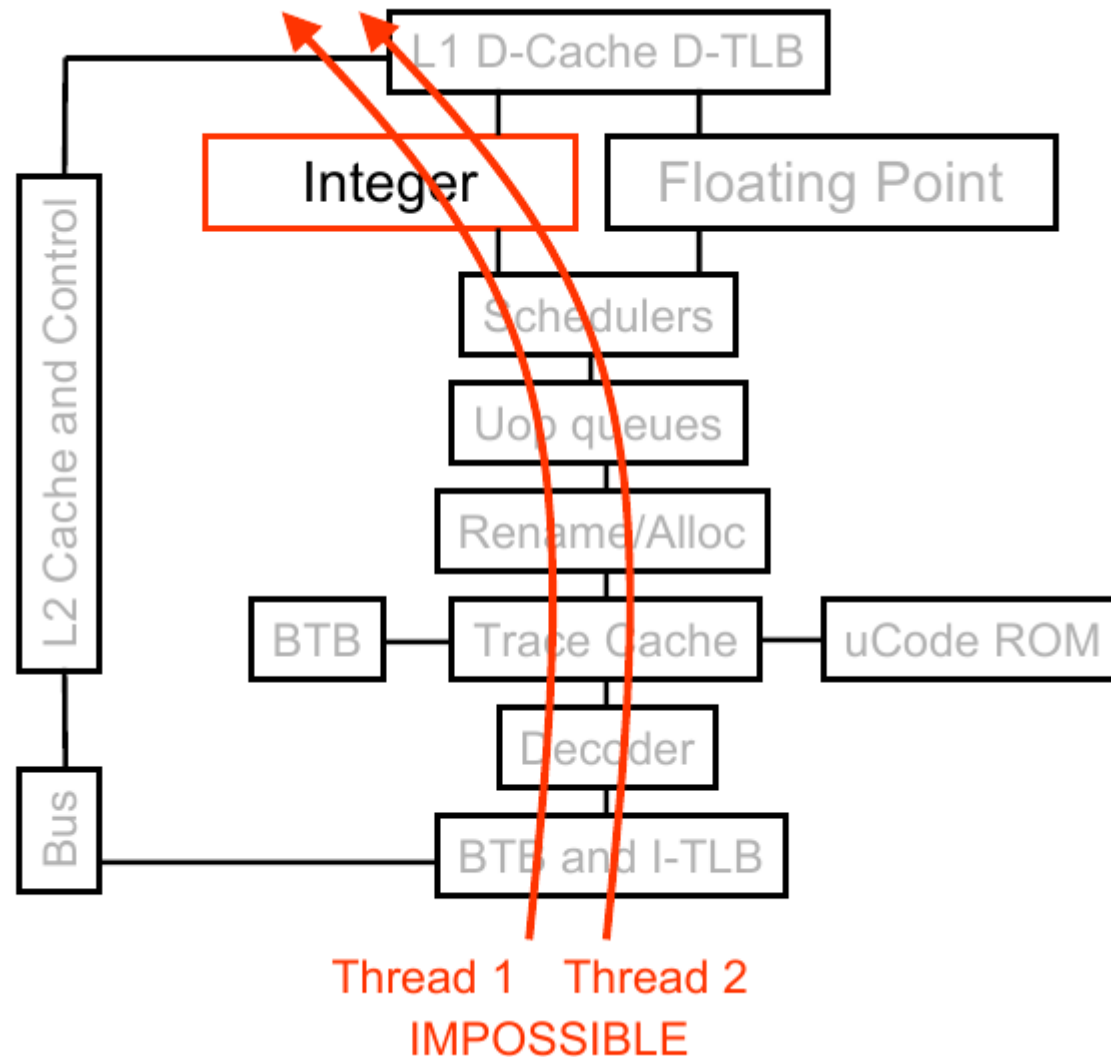 L1 D-Cache D-TLB
Integer
Floating Point
L2 Cache and Control
Schedulers
Uop queues
Rename/Alloc
BTB
Trace Cache
uCode ROM
Decoder
Bus
BTB and I-TLB
Thread 1
Thread 2
IMPOSSIBLE